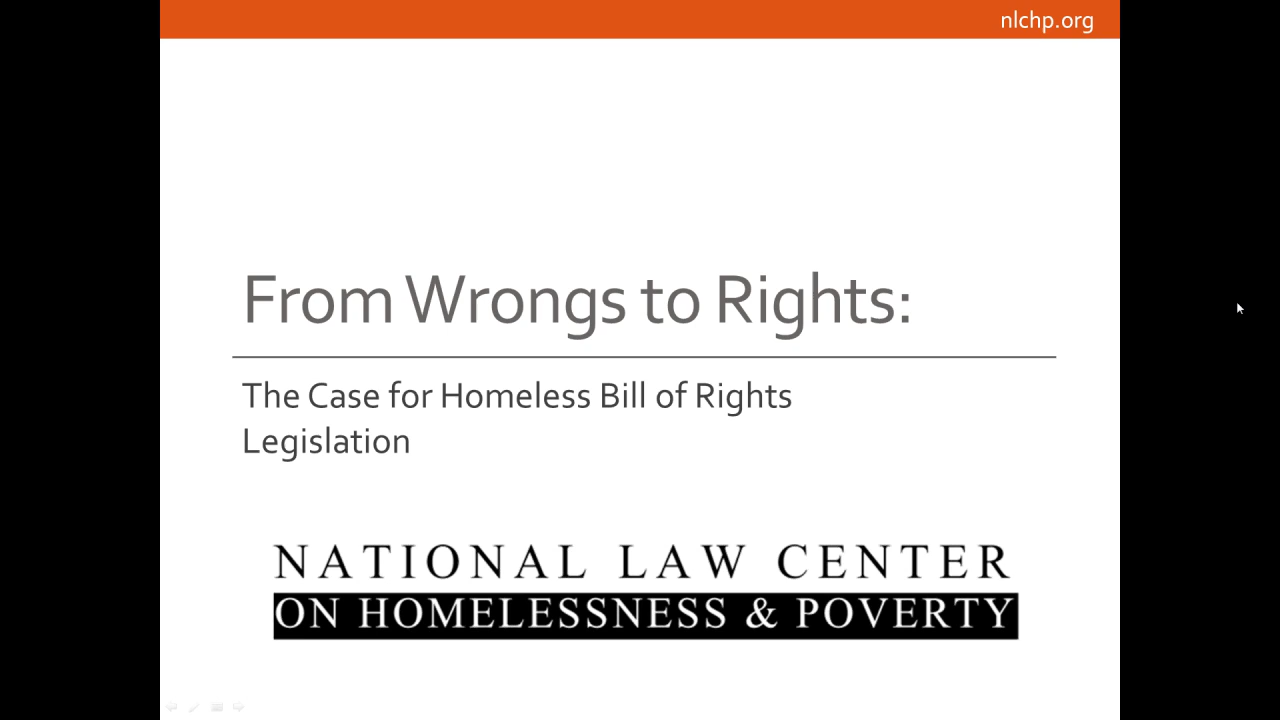 nlchp.org
From Wrongs to Rights:
The Case for Homeless Bill of Rights
Legislation
NATIONAL LAW CENTER
ON HOMELESSNESS & POVERTY